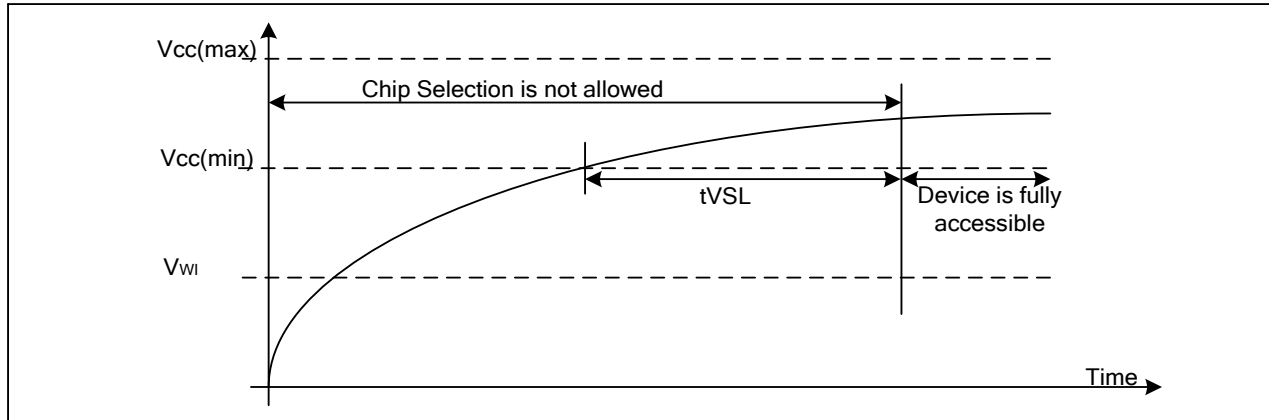 Vcc(max)
Chip Selection is not allowed
Vcc(min)
tVSL
Device is fully
accessible
VWI
Time